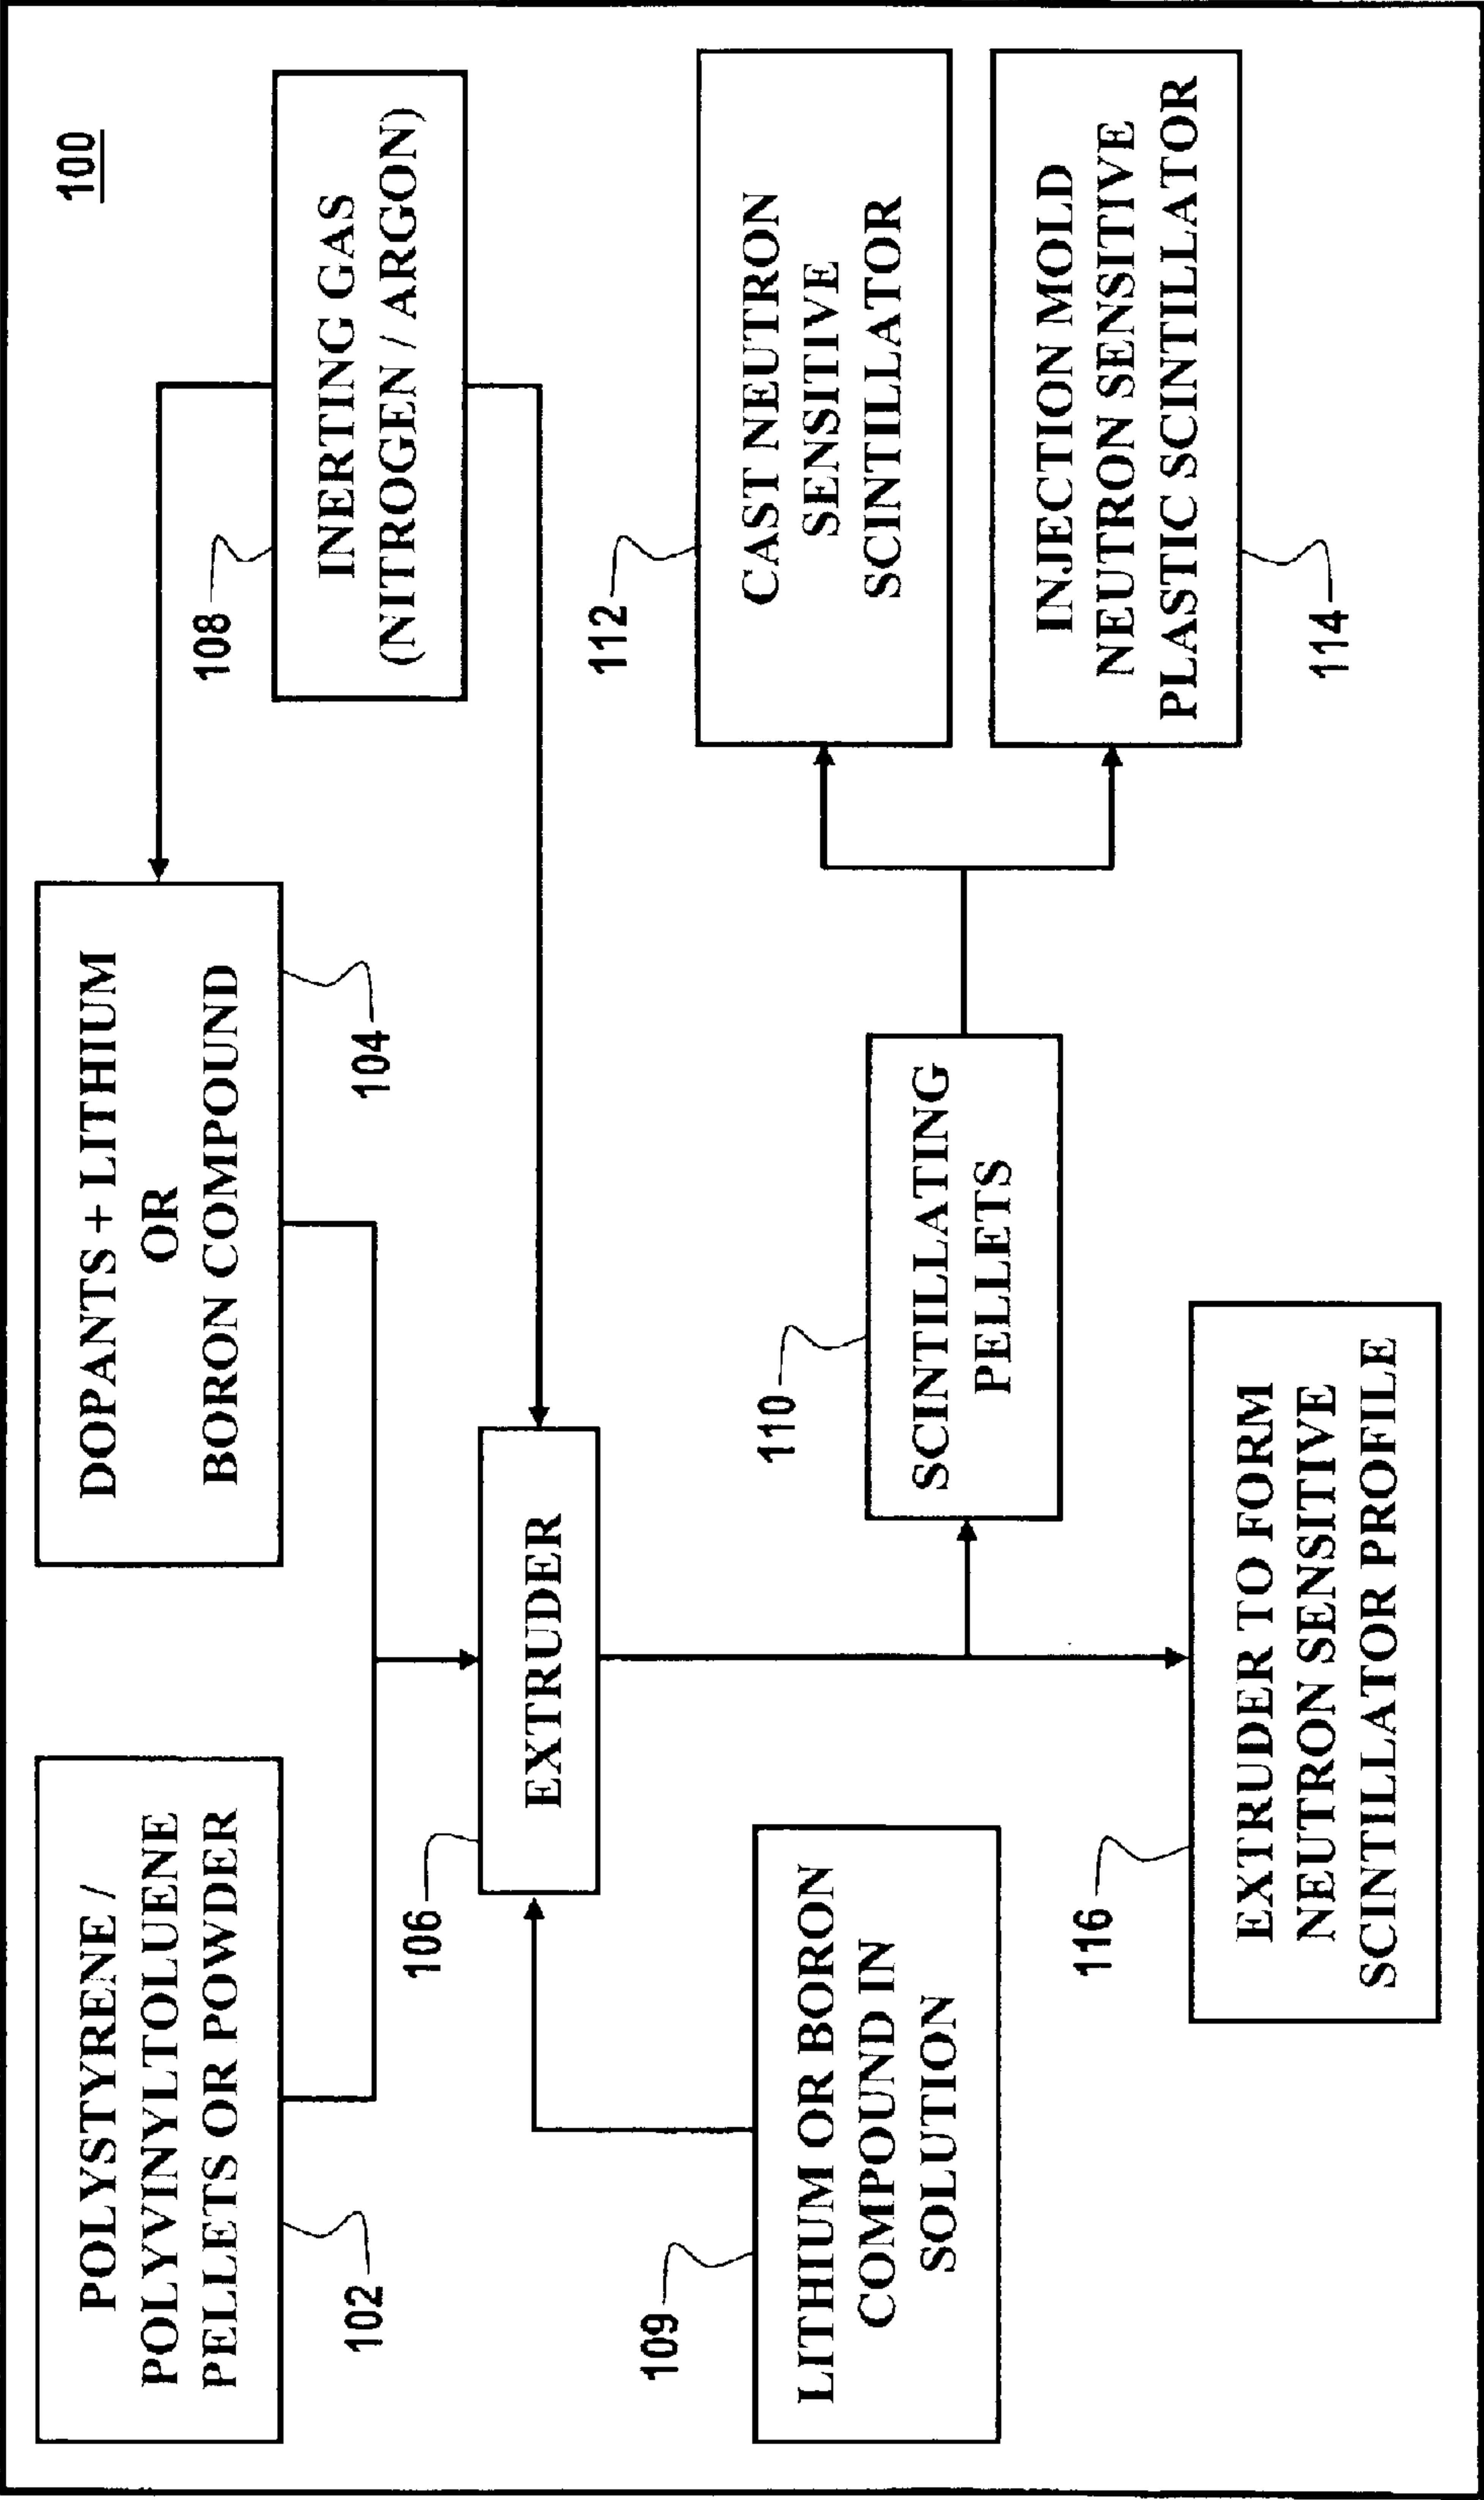 100
POLYSTYRENE /
POLYVINYLTOLUENE
PELLETS OR POWDER
102
DOPANTS + LITHIUM
OR
BORON COMPOUND
104
108
INERTING GAS
(NITROGEN / ARGON)
106
EXTRUDER
109
LITHIUM OR BORON
COMPOUND IN
SOLUTION
110
SCINTILLATING
PELLETS
112
CAST NEUTRON
SENSITIVE
SCINTILLATOR
INJECTION MOLD
NEUTRON SENSITIVE
PLASTIC SCINTILLATOR
114
116
EXTRUDER TO FORM
NEUTRON SENSITIVE
SCINTILLATOR PROFILE